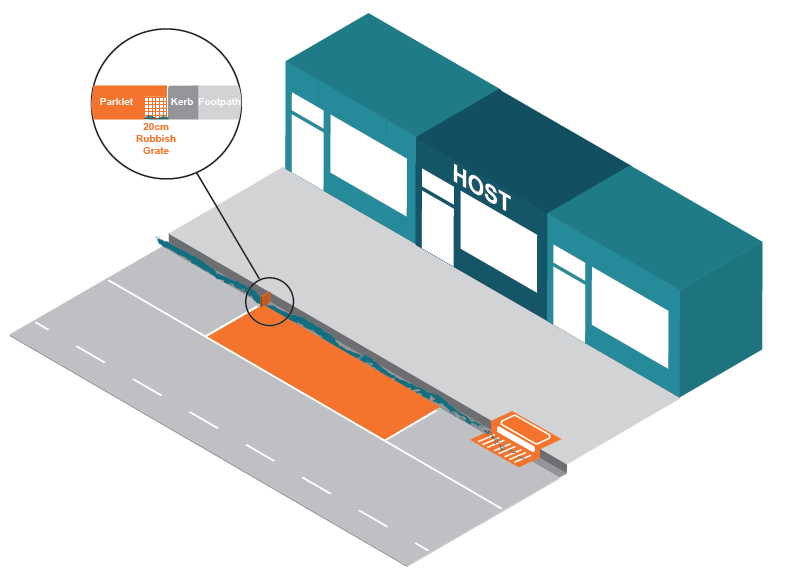 Parklet Kerb Footpath
20cm
Rubbish
Grate
HOST